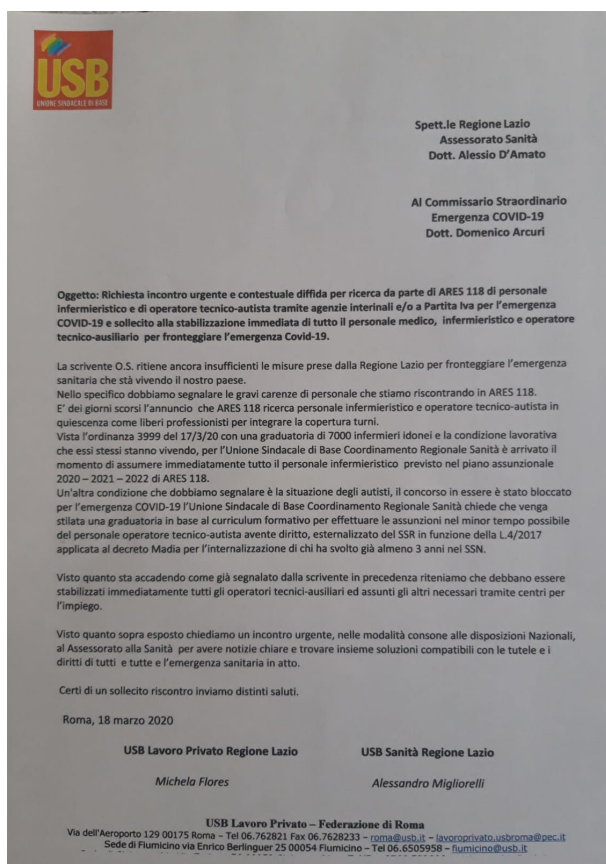 USB
UNIONE SINDACALE DI BASE
Spett.le Regione Lazio
Assessorato Sanità
Dott. Alessio D'Amato
Al Commissario Straordinario
Emergenza COVID-19
Dott. Domenico Arcuri
Oggetto: Richiesta incontro urgente e contestuale diffida per ricerca da parte di ARES 118 di personale
infermieristico e di operatore tecnico-autista tramite agenzie interinali e/o a Partita Iva per l'emergenza
COVID-19 e sollecito alla stabilizzazione immediata di tutto il personale medico, infermieristico e operatore
tecnico-ausiliario per fronteggiare l'emergenza Covid-19.
La scrivente O.S. ritiene ancora insufficienti le misure prese dalla Regione Lazio per fronteggiare l'emergenza
sanitaria che stà vivendo il nostro paese.
Nello specifico dobbiamo segnalare le gravi carenze di personale che stiamo riscontrando in ARES 118.
E' dei giorni scorsi l'annuncio che ARES 118 ricerca personale infermieristico e operatore tecnico-autista in
quiescenza come liberi professionisti per integrare la copertura turni.
Vista l'ordinanza 3999 del 17/3/20 con una graduatoria di 7000 infermieri idonei e la condizione lavorativa
che essi stessi stanno vivendo, per l'Unione Sindacale di Base Coordinamento Regionale Sanità è arrivato il
momento di assumere immediatamente tutto il personale infermieristico previsto nel piano assunzionale
2020 – 2021 – 2022 di ARES 118.
Un'altra condizione che dobbiamo segnalare è la situazione degli autisti, il concorso in essere è stato bloccato
per l'emergenza COVID-19 l'Unione Sindacale di Base Coordinamento Regionale Sanità chiede che venga
stilata una graduatoria in base al curriculum formativo per effettuare le assunzioni nel minor tempo possibile
del personale operatore tecnico-autista avente diritto, esternalizzato del SSR in funzione della L.4/2017
applicata al decreto Madia per l'internalizzazione di chi ha svolto già almeno 3 anni nel SSN.
Visto quanto sta accadendo come già segnalato dalla scrivente in precedenza riteniamo che debbano essere
stabilizzati immediatamente tutti gli operatori tecnici-ausiliari ed assunti gli altri necessari tramite centri per
l'impiego.
Visto quanto sopra esposto chiediamo un incontro urgente, nelle modalità consone alle disposizioni Nazionali,
al Assessorato alla Sanità per avere notizie chiare e trovare insieme soluzioni compatibili con le tutele e i
diritti di tutti e tutte e l'emergenza sanitaria in atto.
Certi di un sollecito riscontro inviamo distinti saluti.
Roma, 18 marzo 2020
USB Lavoro Privato Regione Lazio USB Sanità Regione Lazio
Michela Flores Alessandro Migliorelli
USB Lavoro Privato – Federazione di Roma
Via dell'Aeroporto 129 00175 Roma – Tel 06.762821 Fax 06.7628233 – roma@usb.it – lavoroprivato.usbroma@pec.it
Sede di Fiumicino via Enrico Berlinguer 25 00054 Fiumicino – Tel 06.6505958 – fiumicino@usb.it